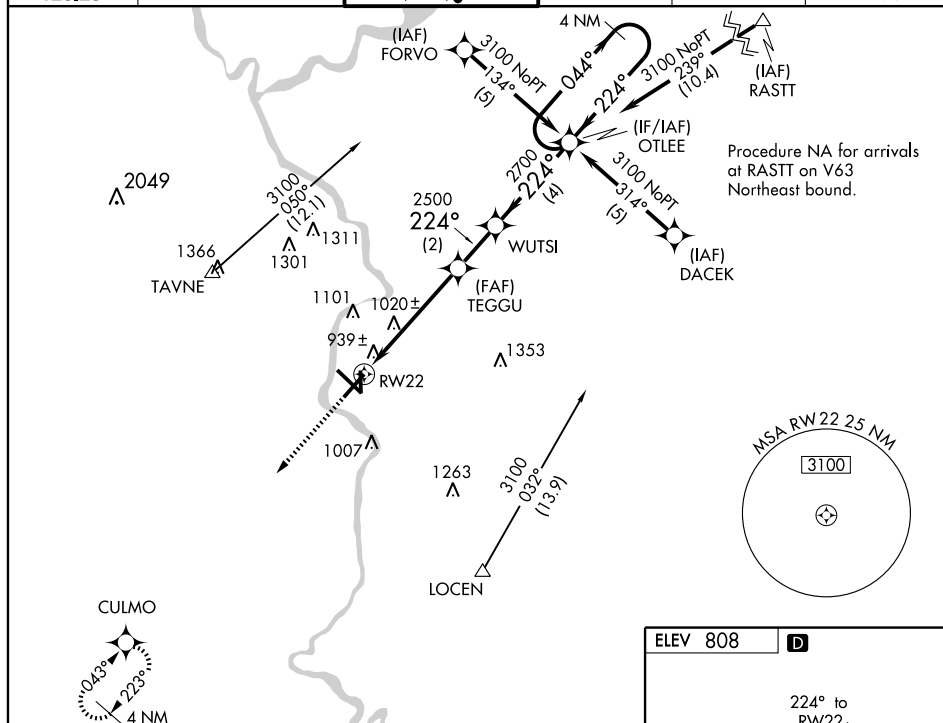 4 NM
(IAF)
FORVO
3100 NoPT
134°
(5)
044°
224°
3100 NoPT
239°
(10.4)
(IAF)
RASTT
(IF/IAF)
OTLEE
Procedure NA for arrivals
at RASTT on V63
Northeast bound.
2700
224°
(4)
3100 NoPT
314°
(5)
(IAF)
DACEK
2049
3100
050°
(12.1)
2500
224°
(2)
WUTSI
1311
1301
1366
TAVNE
(FAF)
TEGGU
1101
1020±
939±
1353
RW22
1007
1263
3100
032°
(13.9)
LOCEN
MSA RW22 25 NM
3100
CULMO
043°
223°
4 NM
ELEV 808
D
224° to
RW22